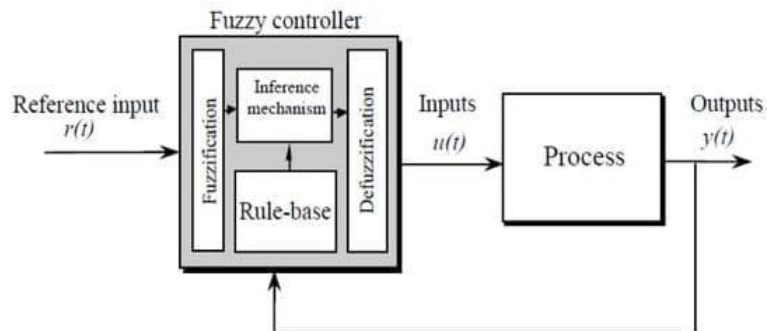 Fuzzy controller
Reference input
r(t)
Fuzzification
Inference
mechanism
Rule-base
Defuzzification
Inputs
u(t)
Process
Outputs
y(t)